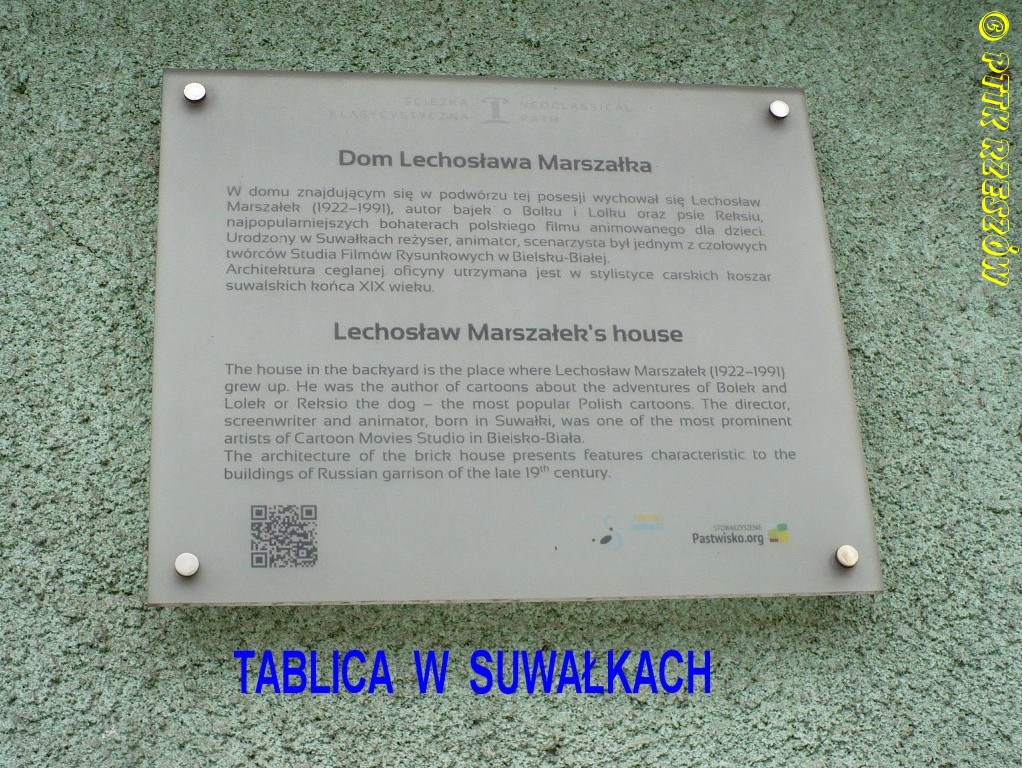 © PTTK RZESZÓW
ŚCIEŻKA NEOCLASSICAL
KLASYCYSTYCZNA PATH
Dom Lechosława Marszałka
W domu znajdującym się w podwórzu tej posesji wychował się Lechosław
Marszałek (1922–1991), autor bajek o Bolku i Lolku oraz psie Reksiu,
najpopularniejszych bohaterach polskiego filmu animowanego dla dzieci.
Urodzony w Suwałkach reżyser, animator, scenarzysta był jednym z czołowych
twórców Studia Filmów Rysunkowych w Bielsku-Białej.
Architektura ceglanej oficyny utrzymana jest w stylistyce carskich koszar
suwalskich końca XIX wieku.
Lechosław Marszałek's house
The house in the backyard is the place where Lechosław Marszałek (1922–1991)
grew up. He was the author of cartoons about the adventures of Bolek and
Lolek or Reksio the dog – the most popular Polish cartoons. The director,
screenwriter and animator, born in Suwałki, was one of the most prominent
artists of Cartoon Movies Studio in Bielsko-Biała.
The architecture of the brick house presents features characteristic to the
buildings of Russian garrison of the late 19th century.
STOWARZYSZENIE
Pastwisko.org
TABLICA W SUWAŁKACH